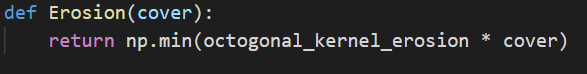 def Erosion(cover):
    return np.min(octogonal_kernel_erosion * cover)